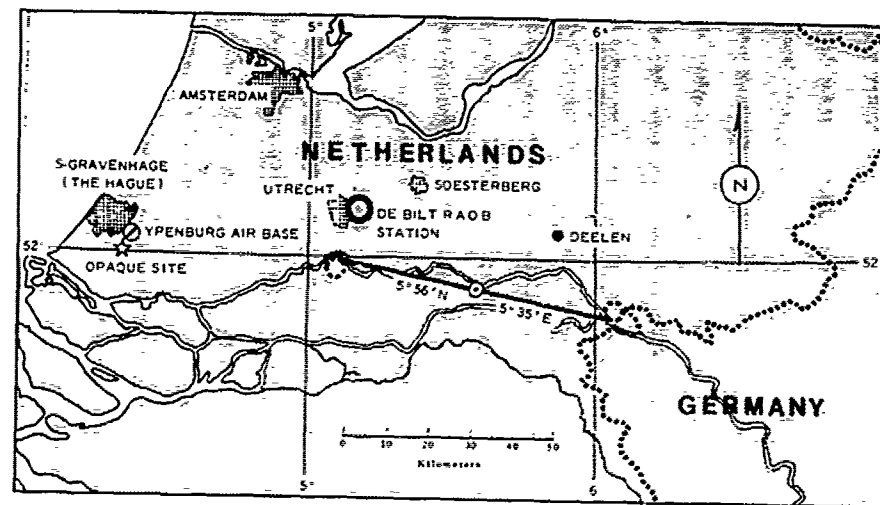 5°
6°
AMSTERDAM
NETHERLANDS
S-GRAVENHAGE
(THE HAGUE)
UTRECHT
SOESTERBERG
N
YPENBURG AIR BASE
DE BILT RAOB
STATION
DEELEN
52
OPAQUE SITE
52
5°56'N
5°35'E
GERMANY
0 10 20 30 40 50
Kilometers
5°
6